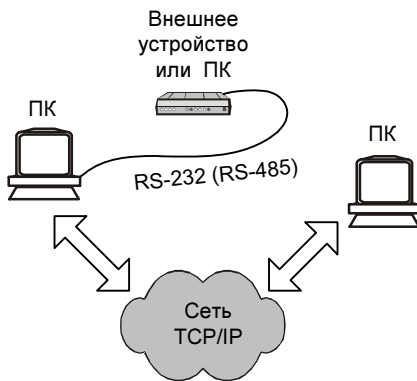 Внешнее
устройство
или ПК
ПК
ПК
RS-232 (RS-485)
Сеть
TCP/IP